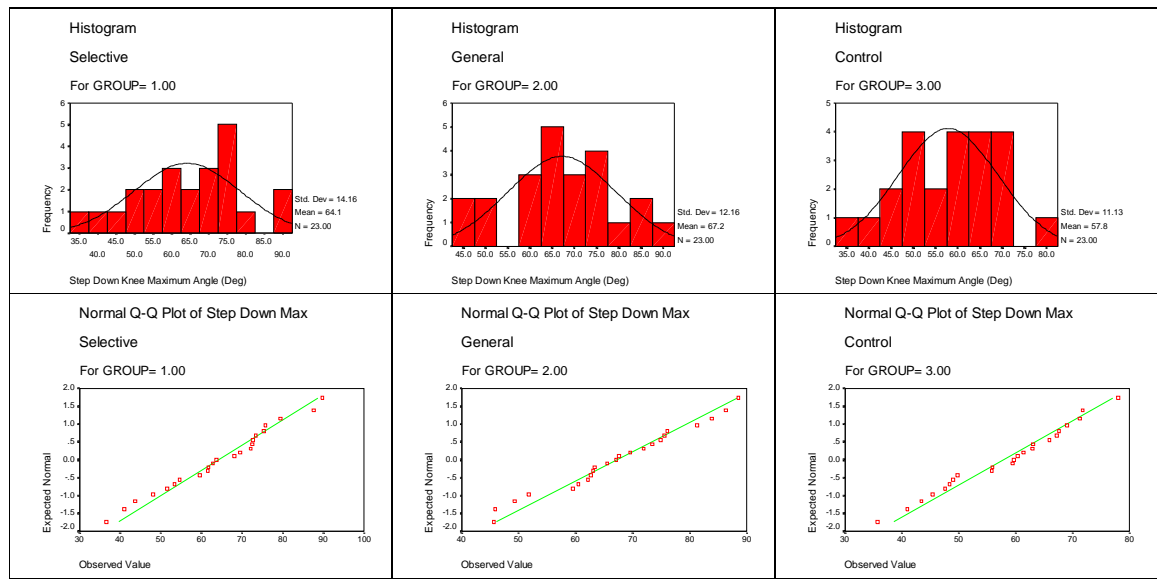 Histogram
Selective
For GROUP= 1.00
6
5
4
3
2
1
0
Frequency
35.0 45.0 55.0 65.0 75.0 85.0
40.0 50.0 60.0 70.0 80.0 90.0
Std. Dev = 14.16
Mean = 64.1
N = 23.00
Step Down Knee Maximum Angle (Deg)
Histogram
General
For GROUP= 2.00
6
5
4
3
2
1
0
Frequency
45.0 50.0 55.0 60.0 65.0 70.0 75.0 80.0 85.0 90.0
Std. Dev = 12.16
Mean = 67.2
N = 23.00
Step Down Knee Maximum Angle (Deg)
Histogram
Control
For GROUP= 3.00
5
4
3
2
1
0
Frequency
35.0 40.0 45.0 50.0 55.0 60.0 65.0 70.0 75.0 80.0
Std. Dev = 11.13
Mean = 57.8
N = 23.00
Step Down Knee Maximum Angle (Deg)
Normal Q-Q Plot of Step Down Max
Selective
For GROUP= 1.00
2.0
1.5
1.0
.5
0.0
-.5
-1.0
-1.5
-2.0
Expected Normal
30 40 50 60 70 80 90 100
Observed Value
Normal Q-Q Plot of Step Down Max
General
For GROUP= 2.00
2.0
1.5
1.0
.5
0.0
-.5
-1.0
-1.5
-2.0
Expected Normal
40 50 60 70 80 90
Observed Value
Normal Q-Q Plot of Step Down Max
Control
For GROUP= 3.00
2.0
1.5
1.0
.5
0.0
-.5
-1.0
-1.5
-2.0
Expected Normal
30 40 50 60 70 80
Observed Value